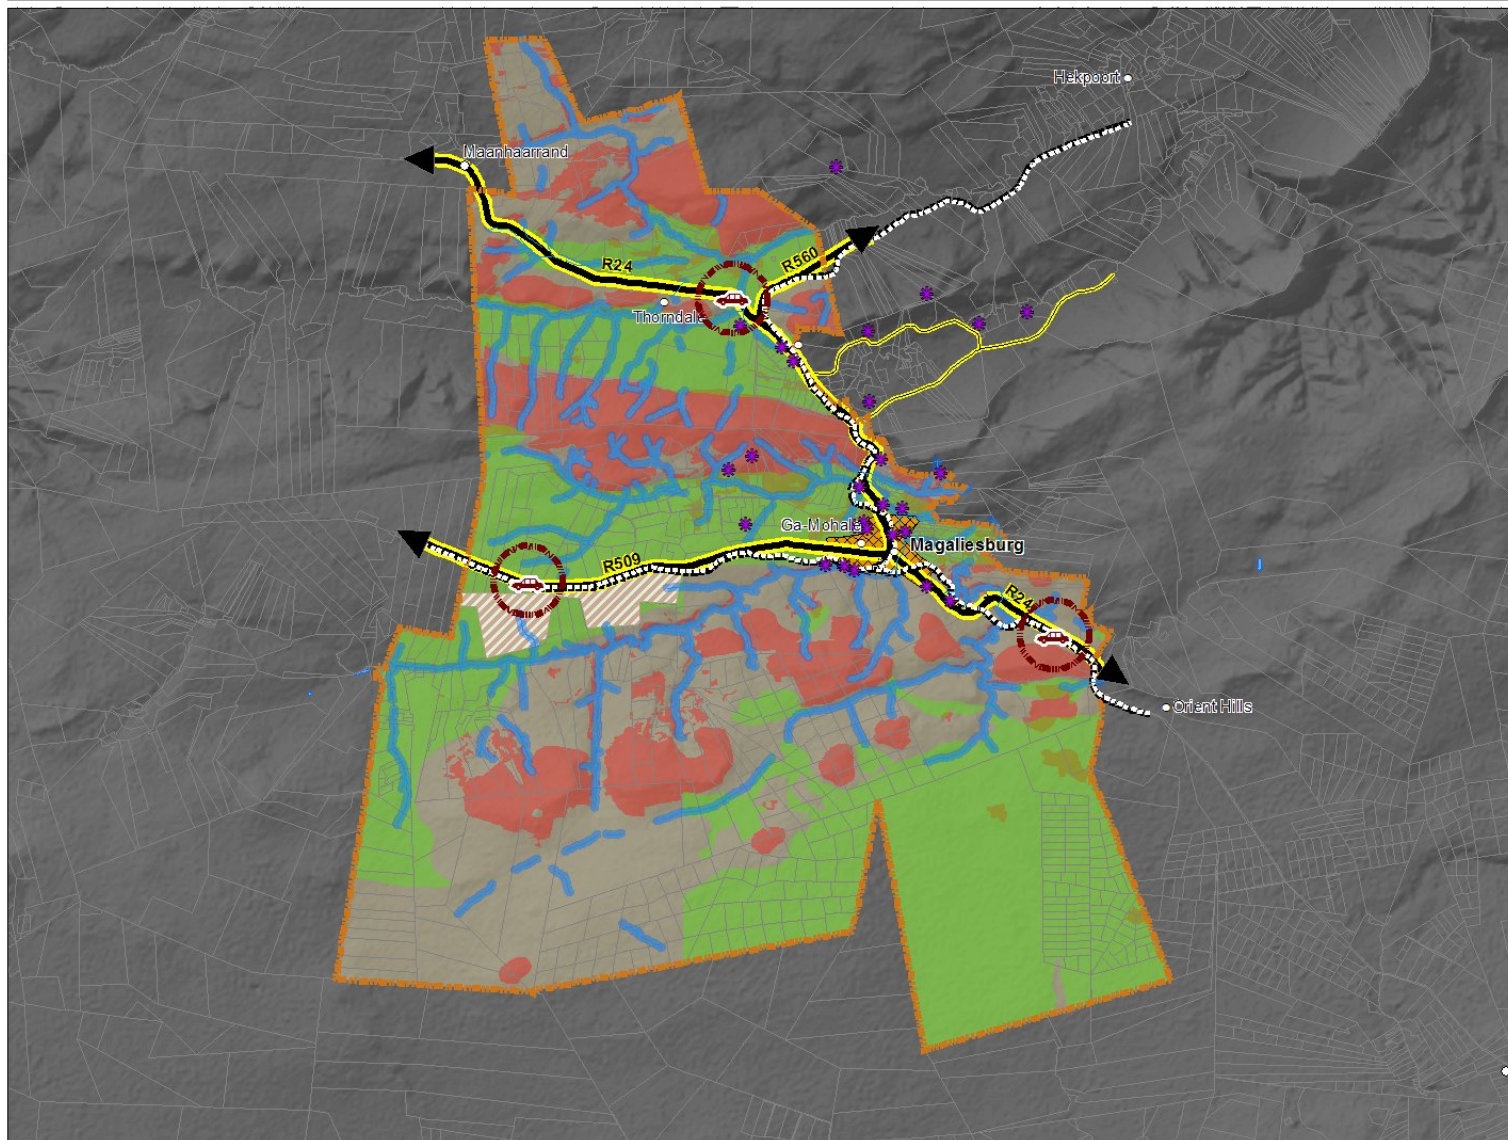 Hekpoort
Maanhaarrand
R24
R560
Thorndale
Ga-Mohale
Magaliesburg
R509
R24
Orient Hills